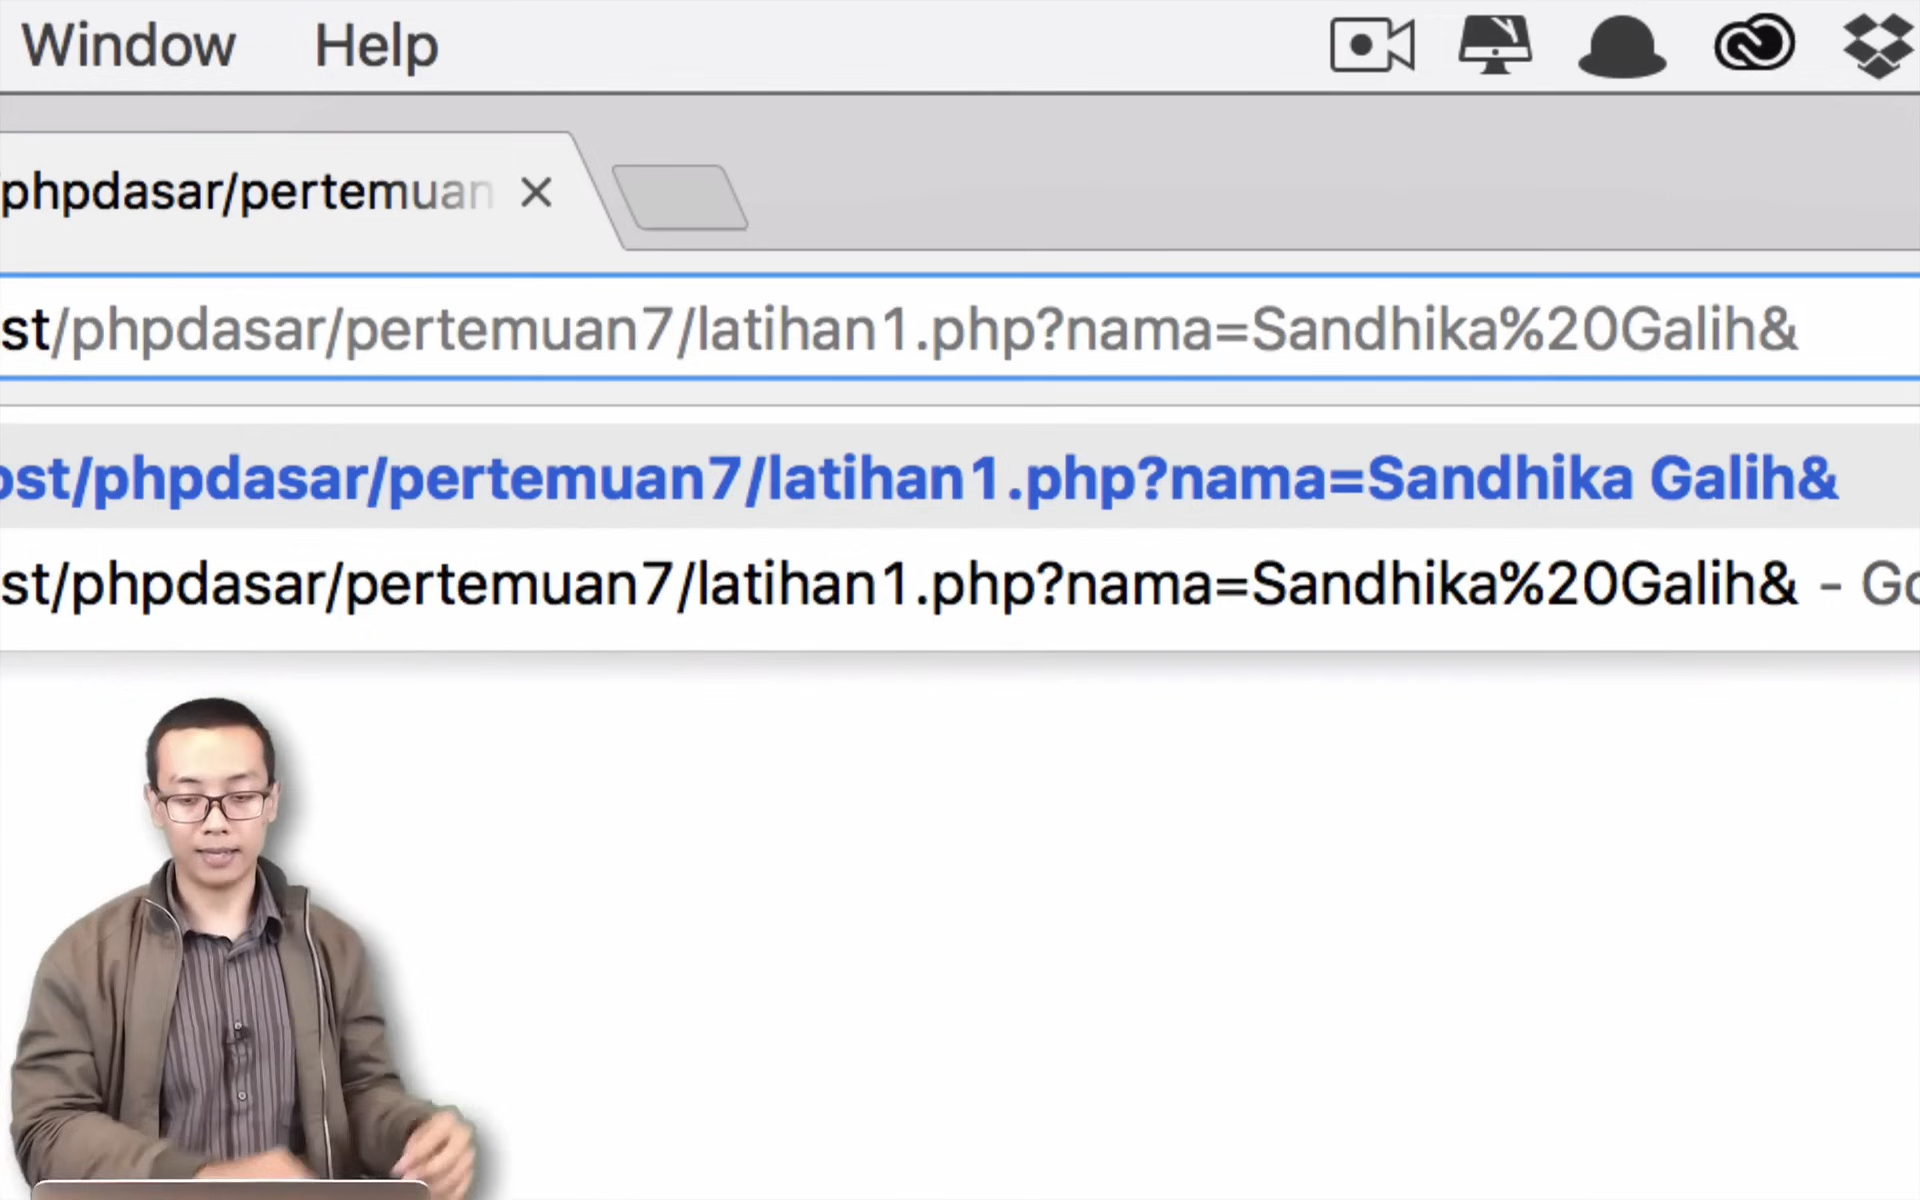 Window Help
phpdasar/pertemuan
st/phpdasar/pertemuan7/latihan1.php?nama=Sandhika%20Galih&
ost/phpdasar/pertemuan7/latihan1.php?nama=Sandhika Galih&
st/phpdasar/pertemuan7/latihan1.php?nama=Sandhika%20Galih& - Go